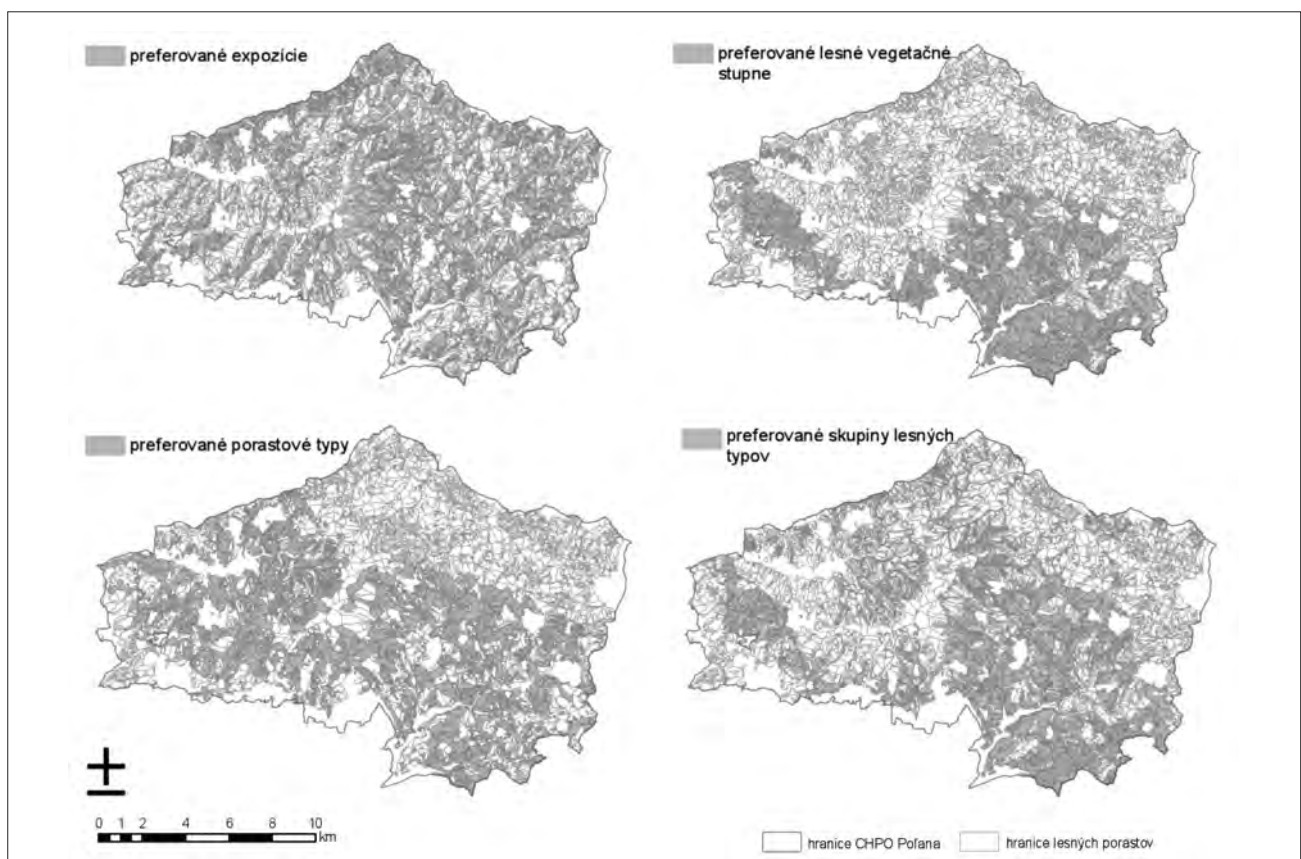 preferované expozície
preferované lesné vegetačné
stupne
preferované porastové typy
preferované skupiny lesných
typov
0 1 2 4 6 8 10
km
hranice CHPO Poľana
hranice lesných porastov